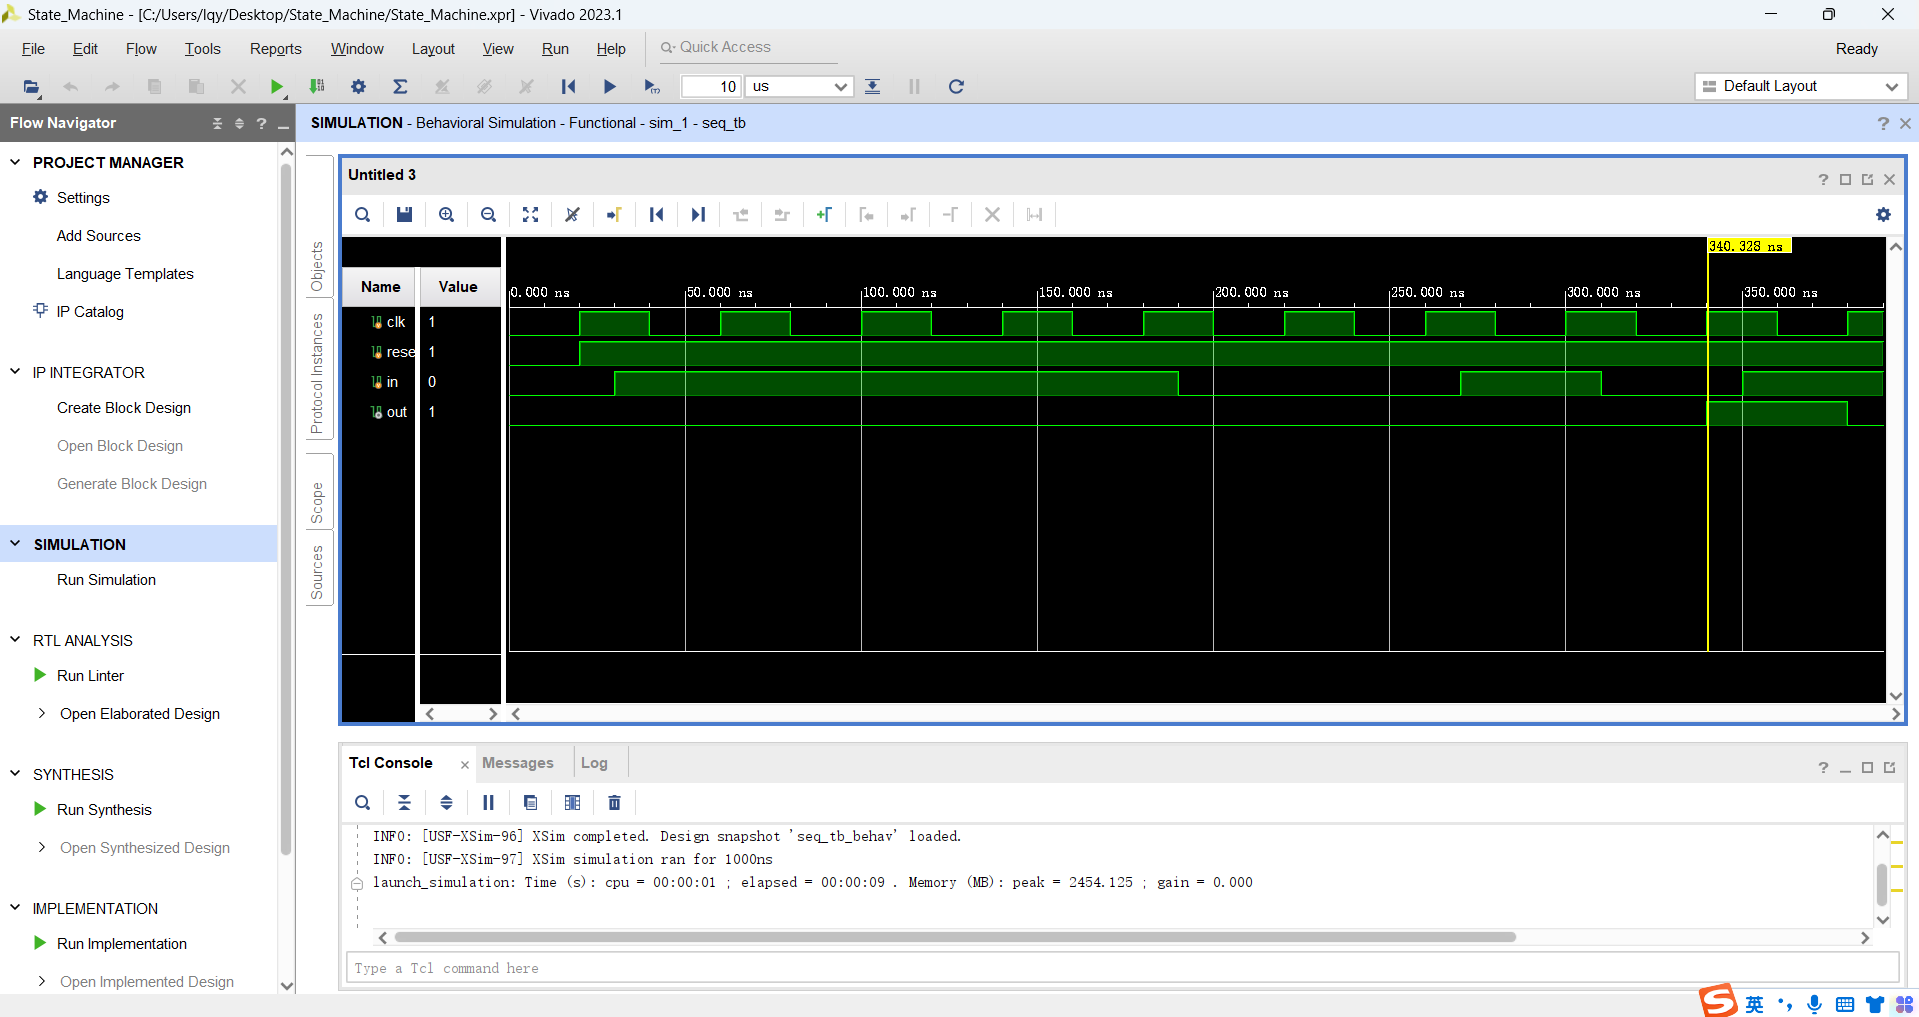 State_Machine - [C:/Users/lqy/Desktop/State_Machine/State_Machine.xpr] - Vivado 2023.1
File Edit Flow Tools Reports Window Layout View Run Help Quick Access Ready
10 us Default Layout
Flow Navigator
SIMULATION - Behavioral Simulation - Functional - sim_1 - seq_tb
PROJECT MANAGER
Settings
Add Sources
Language Templates
IP Catalog
IP INTEGRATOR
Create Block Design
Open Block Design
Generate Block Design
SIMULATION
Run Simulation
RTL ANALYSIS
Run Linter
Open Elaborated Design
SYNTHESIS
Run Synthesis
Open Synthesized Design
IMPLEMENTATION
Run Implementation
Open Implemented Design
Objects
Protocol Instances
Scope
Sources
Untitled 3
340.328 ns
Name Value
0.000 ns 50.000 ns 100.000 ns 150.000 ns 200.000 ns 250.000 ns 300.000 ns 350.000 ns
clk 1
rese 1
in 0
out 1
Tcl Console Messages Log
INFO: [USF-XSim-96] XSim completed. Design snapshot 'seq_tb_behav' loaded.
INFO: [USF-XSim-97] XSim simulation ran for 1000ns
launch_simulation: Time (s): cpu = 00:00:01 ; elapsed = 00:00:09 . Memory (MB): peak = 2454.125 ; gain = 0.000
Type a Tcl command here
英